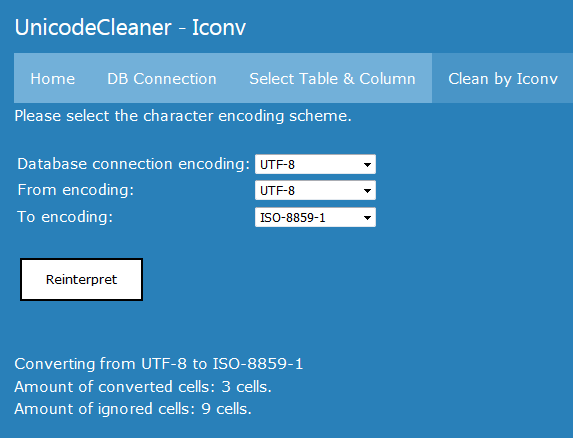 UnicodeCleaner - Iconv
Home DB Connection Select Table & Column Clean by Iconv
Please select the character encoding scheme.
Database connection encoding: UTF-8
From encoding: UTF-8
To encoding: ISO-8859-1
Reinterpret
Converting from UTF-8 to ISO-8859-1
Amount of converted cells: 3 cells.
Amount of ignored cells: 9 cells.